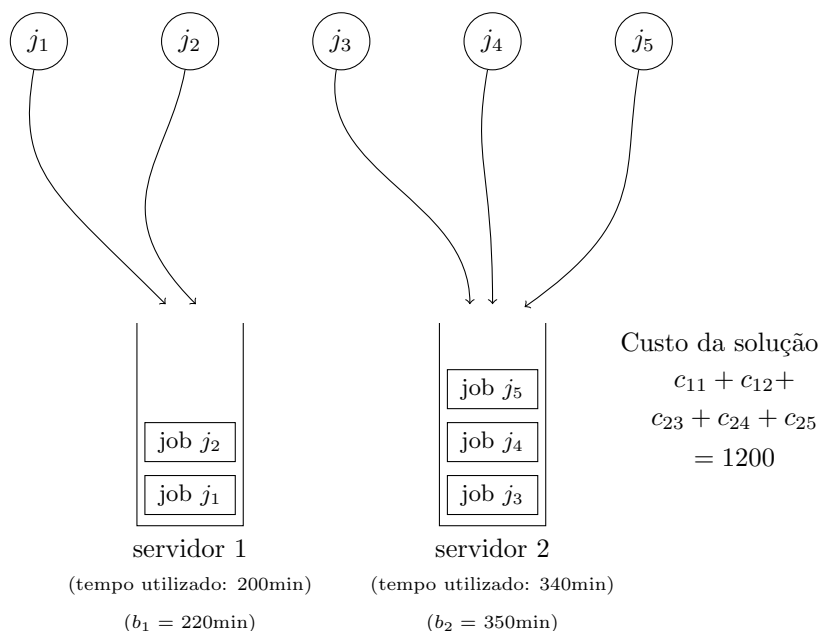 j₁ j₂ j₃ j₄ j₅
Custo da solução
c₁₁ + c₁₂+
c₂₃ + c₂₄ + c₂₅
= 1200
job j₂
job j₁
job j₅
job j₄
job j₃
servidor 1
(tempo utilizado: 200min)
(b₁ = 220min)
servidor 2
(tempo utilizado: 340min)
(b₂ = 350min)